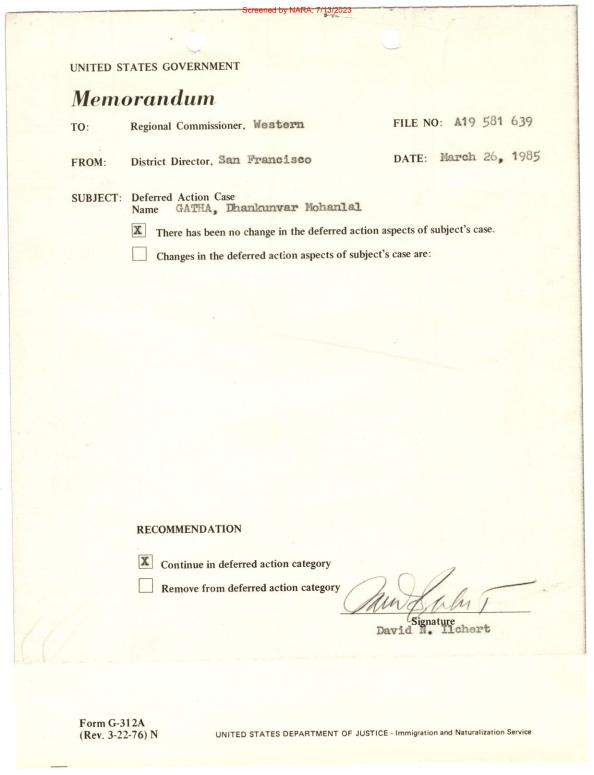 Screened by NARA, 7/13/2023
UNITED STATES GOVERNMENT
Memorandum
TO: Regional Commissioner, Western FILE NO: A19 581 639
FROM: District Director, San Francisco DATE: March 26, 1985
SUBJECT: Deferred Action Case
Name GATHA, Dhankunvar Mohanlal
X There has been no change in the deferred action aspects of subject's case.
Changes in the deferred action aspects of subject's case are:
RECOMMENDATION
X Continue in deferred action category
Remove from deferred action category
Signature
David N. Ilchert
Form G-312A
(Rev. 3-22-76) N UNITED STATES DEPARTMENT OF JUSTICE - Immigration and Naturalization Service